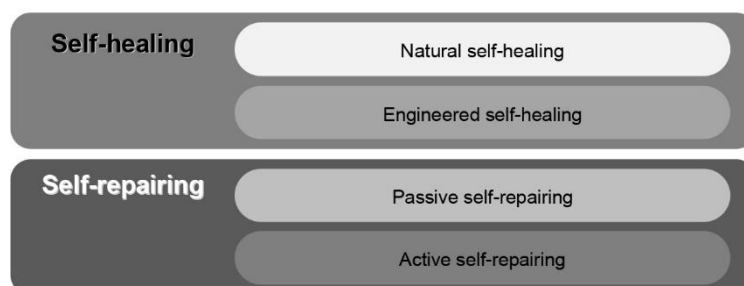 Self-healing
Natural self-healing
Engineered self-healing
Self-repairing
Passive self-repairing
Active self-repairing